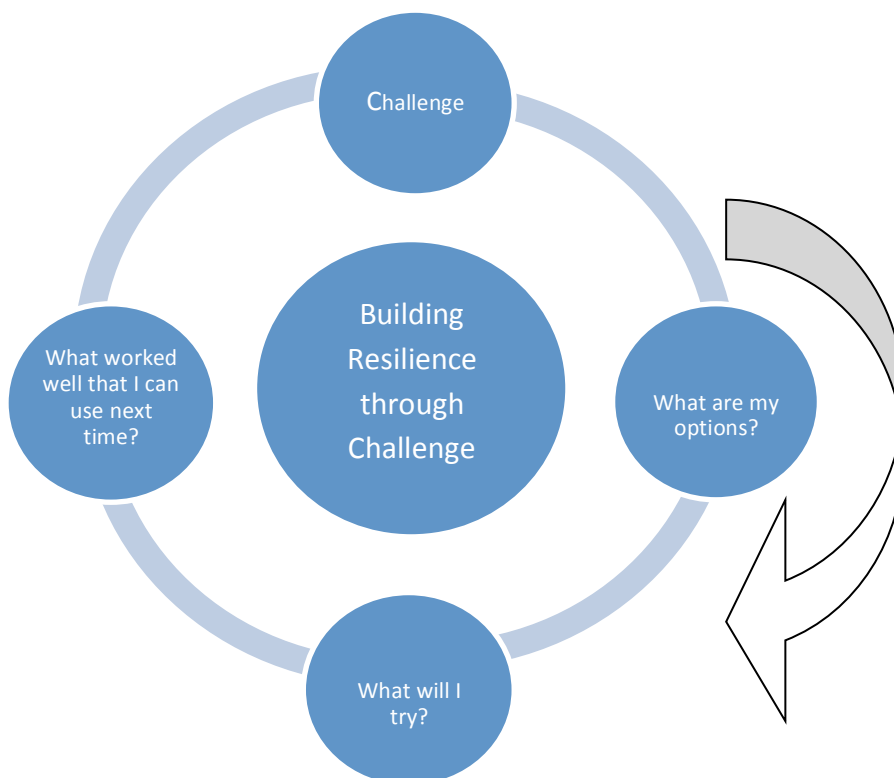 Challenge
Building
Resilience
through
Challenge
What are my
options?
What will I
try?
What worked
well that I can
use next
time?